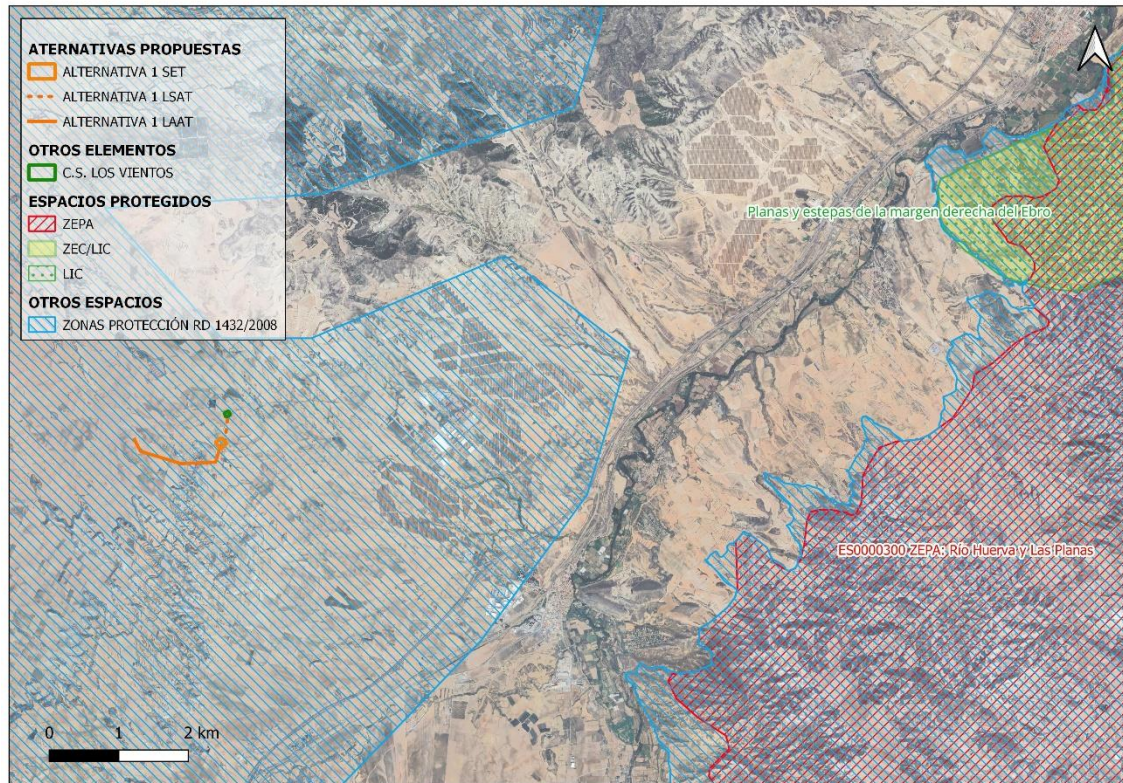 ATERNATIVAS PROPUESTAS
ALTERNATIVA 1 SET
ALTERNATIVA 1 LSAT
ALTERNATIVA 1 LAAT
OTROS ELEMENTOS
C.S. LOS VIENTOS
ESPACIOS PROTEGIDOS
ZEPA
ZEC/LIC
LIC
OTROS ESPACIOS
ZONAS PROTECCIÓN RD 1432/2008
Planas y estepas de la margen derecha del Ebro
ES0000300 ZEPA: Río Huerva y Las Planas
0 1 2 km